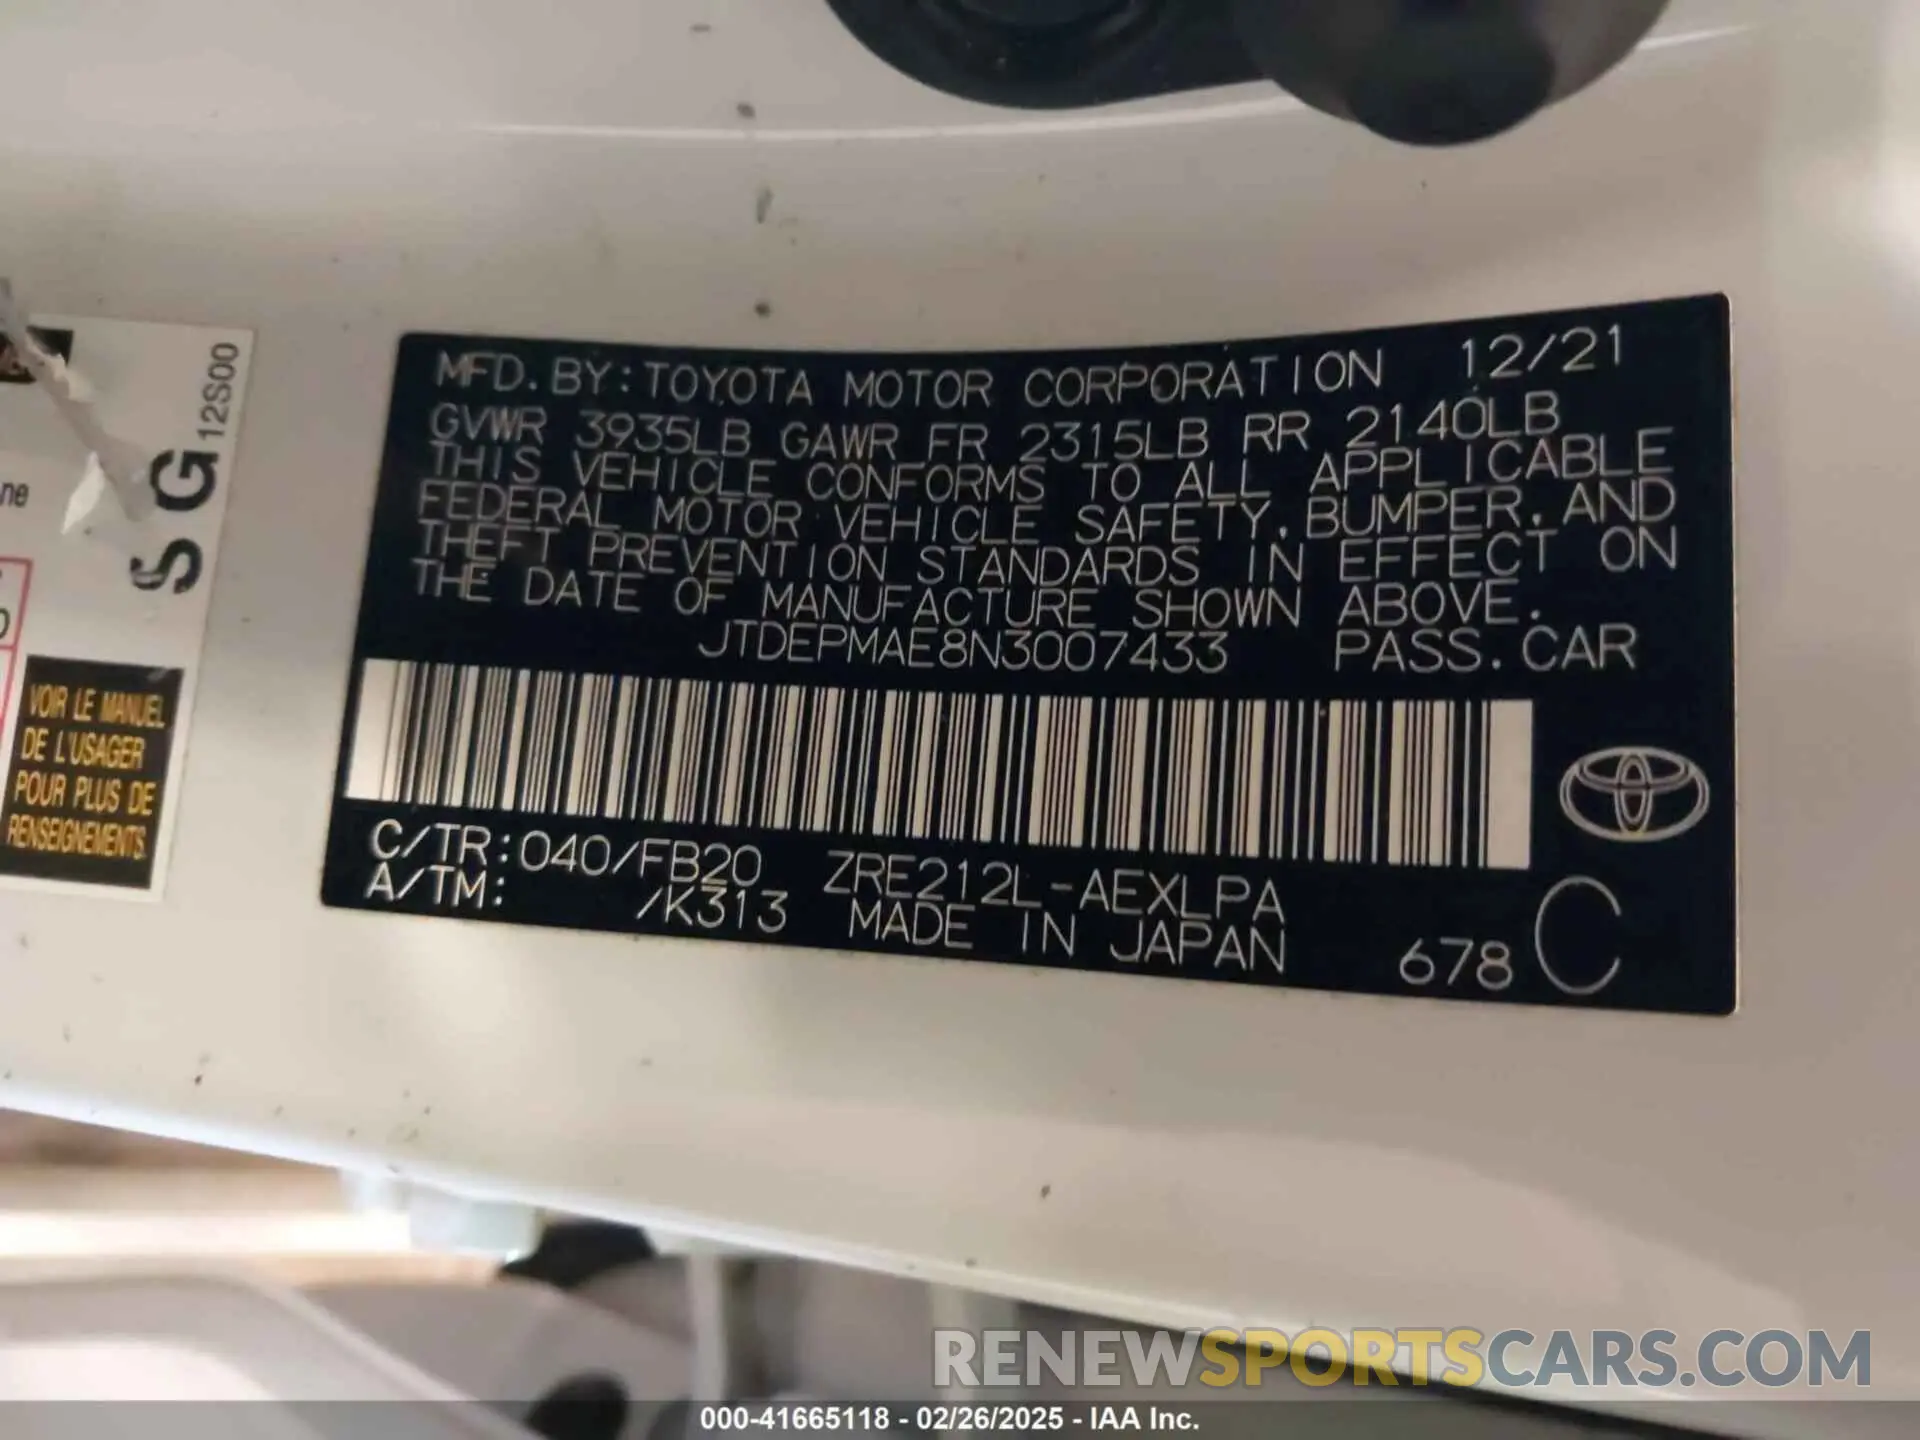 MFD. BY: TOYOTA MOTOR CORPORATION 12/21
GVWR 3935LB GAWR FR 2315LB RR 2140LB
THIS VEHICLE CONFORMS TO ALL APPLICABLE
FEDERAL MOTOR VEHICLE SAFETY, BUMPER, AND
THEFT PREVENTION STANDARDS IN EFFECT ON
THE DATE OF MANUFACTURE SHOWN ABOVE.
JTDEPMAE8N3007433 PASS. CAR
C/TR: 040/FB20 ZRE212L-AEXLPA
A/TM: /K313 MADE IN JAPAN
678 C
SG
12S00
ne
VOIR LE MANUEL
DE L'USAGER
POUR PLUS DE
RENSEIGNEMENTS.
RENEWSPORTSCARS.COM
000-41665118 - 02/26/2025 - IAA Inc.